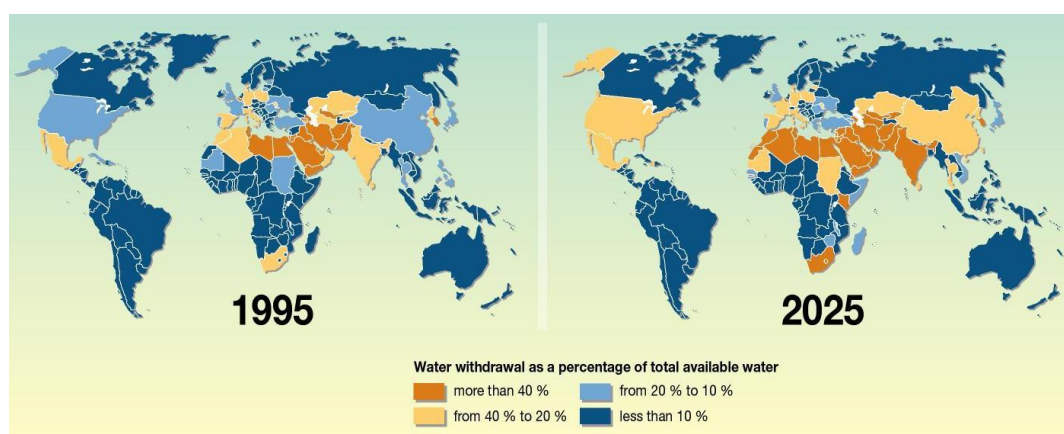 1995
2025
Water withdrawal as a percentage of total available water
more than 40 %
from 20 % to 10 %
from 40 % to 20 %
less than 10 %